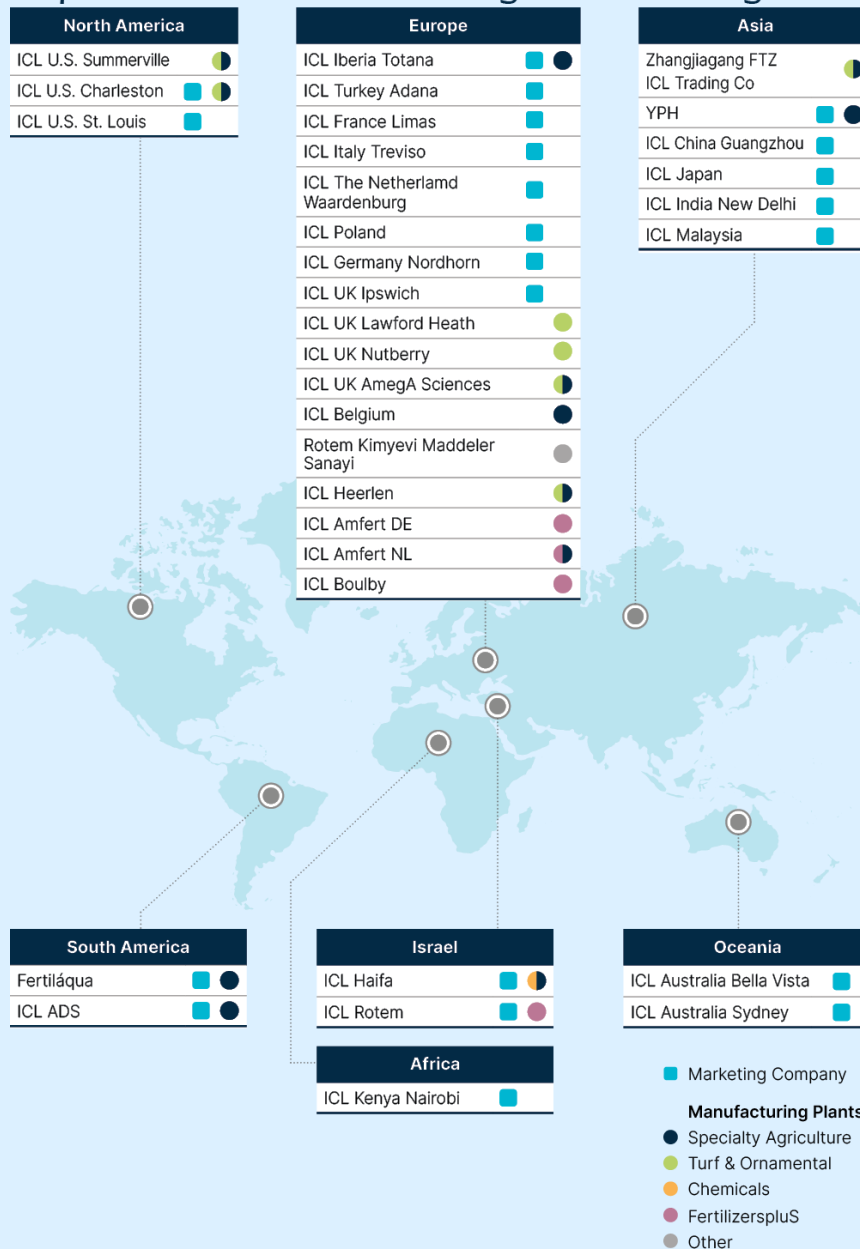 North America
ICL U.S. Summerville
ICL U.S. Charleston
ICL U.S. St. Louis
Europe
ICL Iberia Totana
ICL Turkey Adana
ICL France Limas
ICL Italy Treviso
ICL The Netherlamd
Waardenburg
ICL Poland
ICL Germany Nordhorn
ICL UK Ipswich
ICL UK Lawford Heath
ICL UK Nutberry
ICL UK AmegA Sciences
ICL Belgium
Rotem Kimyevi Maddeler
Sanayi
ICL Heerlen
ICL Amfert DE
ICL Amfert NL
ICL Boulby
Asia
Zhangjiagang FTZ
ICL Trading Co
YPH
ICL China Guangzhou
ICL Japan
ICL India New Delhi
ICL Malaysia
South America
Fertiláqua
ICL ADS
Israel
ICL Haifa
ICL Rotem
Africa
ICL Kenya Nairobi
Oceania
ICL Australia Bella Vista
ICL Australia Sydney
Marketing Company
Manufacturing Plants
Specialty Agriculture
Turf & Ornamental
Chemicals
FertilizerspluS
Other